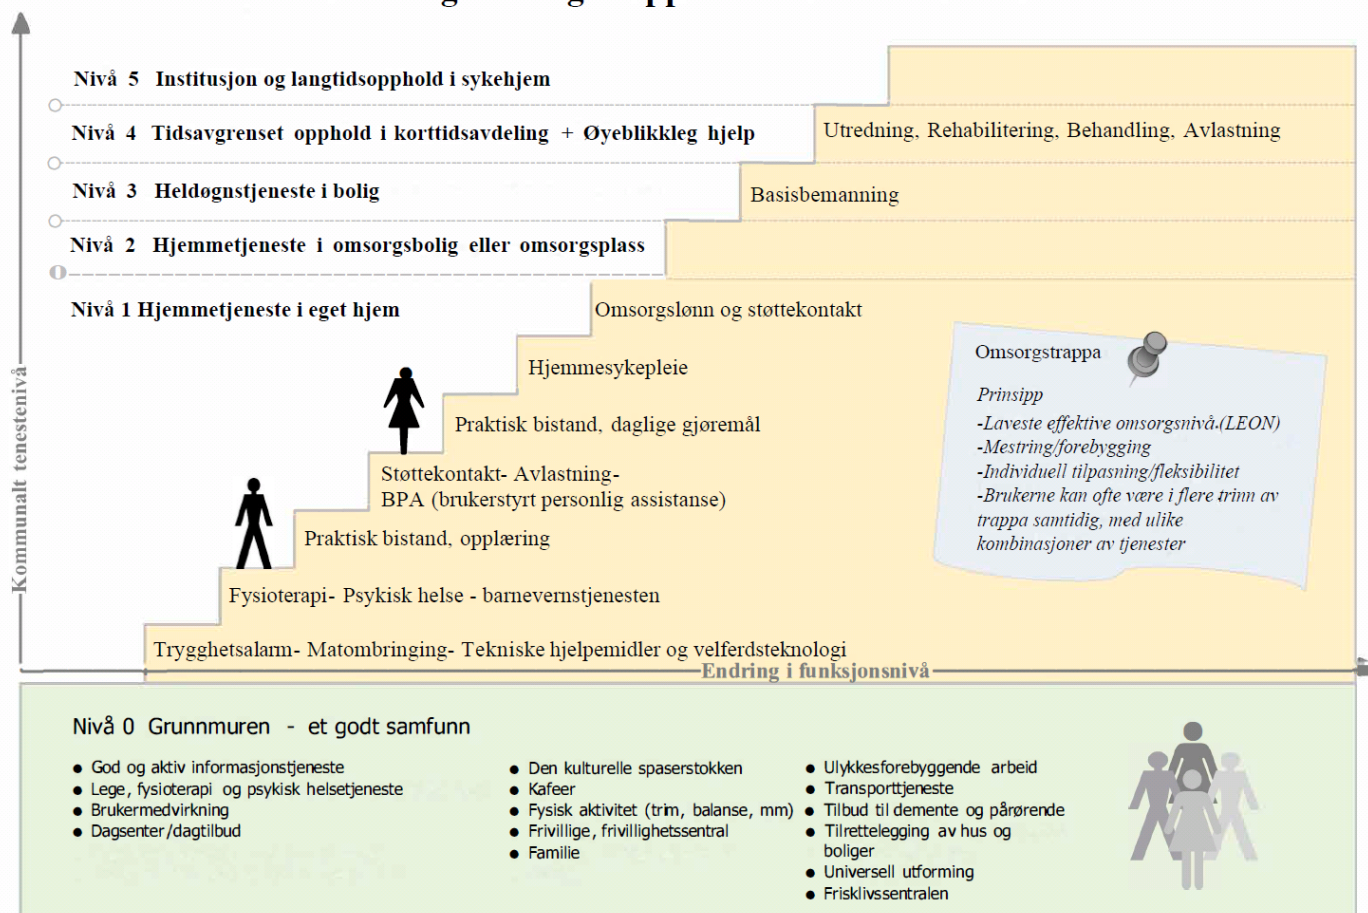 Nivå 5 Institusjon og langtidsopphold i sykehjem
Nivå 4 Tidsavgrenset opphold i korttidsavdeling + Øyeblikkleg hjelp
Utredning, Rehabilitering, Behandling, Avlastning
Nivå 3 Heldøgnstjeneste i bolig
Basisbemanning
Nivå 2 Hjemmetjeneste i omsorgsbolig eller omsorgsplass
Nivå 1 Hjemmetjeneste i eget hjem
Omsorgslønn og støttekontakt
Hjemmesykepleie
Praktisk bistand, daglige gjøremål
Støttekontakt- Avlastning-
BPA (brukerstyrt personlig assistanse)
Praktisk bistand, opplæring
Fysioterapi- Psykisk helse - barnevernstjenesten
Trygghetsalarm- Matombringing- Tekniske hjelpemidler og velferdsteknologi
Omsorgstrappa
Prinsipp
-Laveste effektive omsorgsnivå.(LEON)
-Mestring/forebygging
-Individuell tilpasning/fleksibilitet
-Brukerne kan ofte være i flere trinn av
trappa samtidig, med ulike
kombinasjoner av tjenester
Kommunalt tenestenivå
Endring i funksjonsnivå
Nivå 0 Grunnmuren - et godt samfunn
● God og aktiv informasjonstjeneste
● Lege, fysioterapi og psykisk helsetjeneste
● Brukermedvirkning
● Dagsenter/dagtilbud
● Den kulturelle spaserstokken
● Kafeer
● Fysisk aktivitet (trim, balanse, mm)
● Frivillige, frivillighetssentral
● Familie
● Ulykkesforebyggende arbeid
● Transporttjeneste
● Tilbud til demente og pårørende
● Tilrettelegging av hus og
boliger
● Universell utforming
● Frisklivssentralen